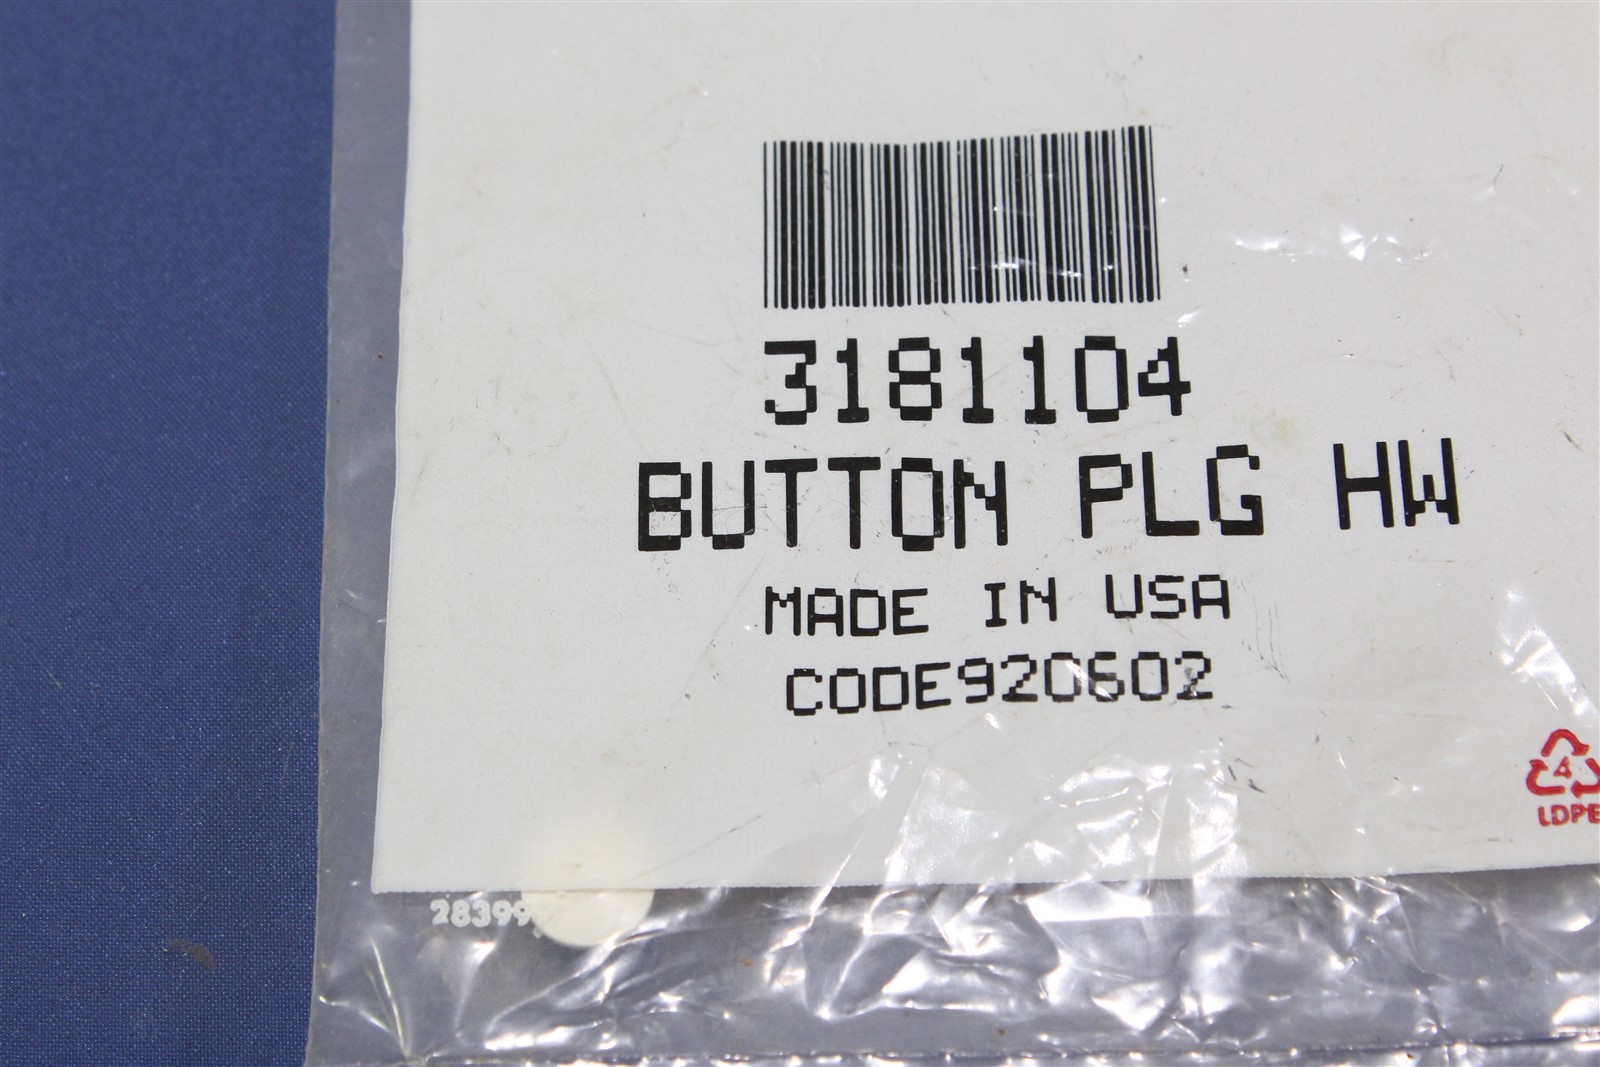 3181104
BUTTON PLG HW
MADE IN USA
CODE920602
4
LDPE